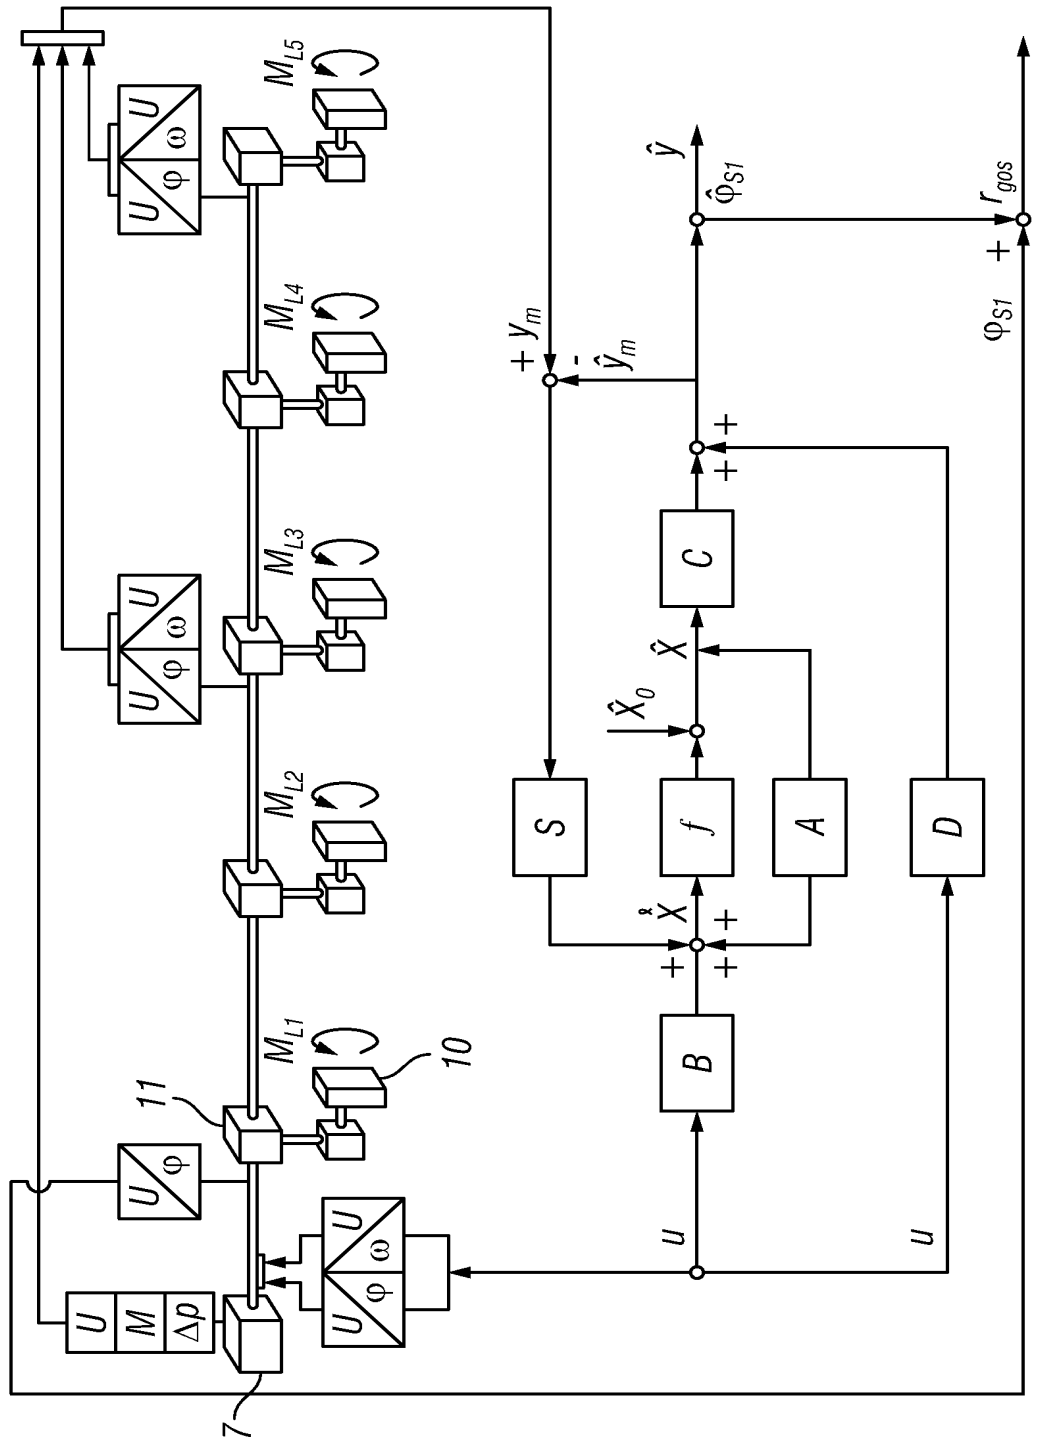 U
M
Δp
U φ
11
U φ ω U
U φ ω U
7
M_L1
M_L2
M_L3
M_L4
M_L5
U φ ω U
10
+ y_m
-
S
ŷ_m
X̂_0
u
+
B
+
+
X̂
f
X̂
C
+
+
ŷ
φ̂_S1
A
u
D
φ_S1
+
r_gos